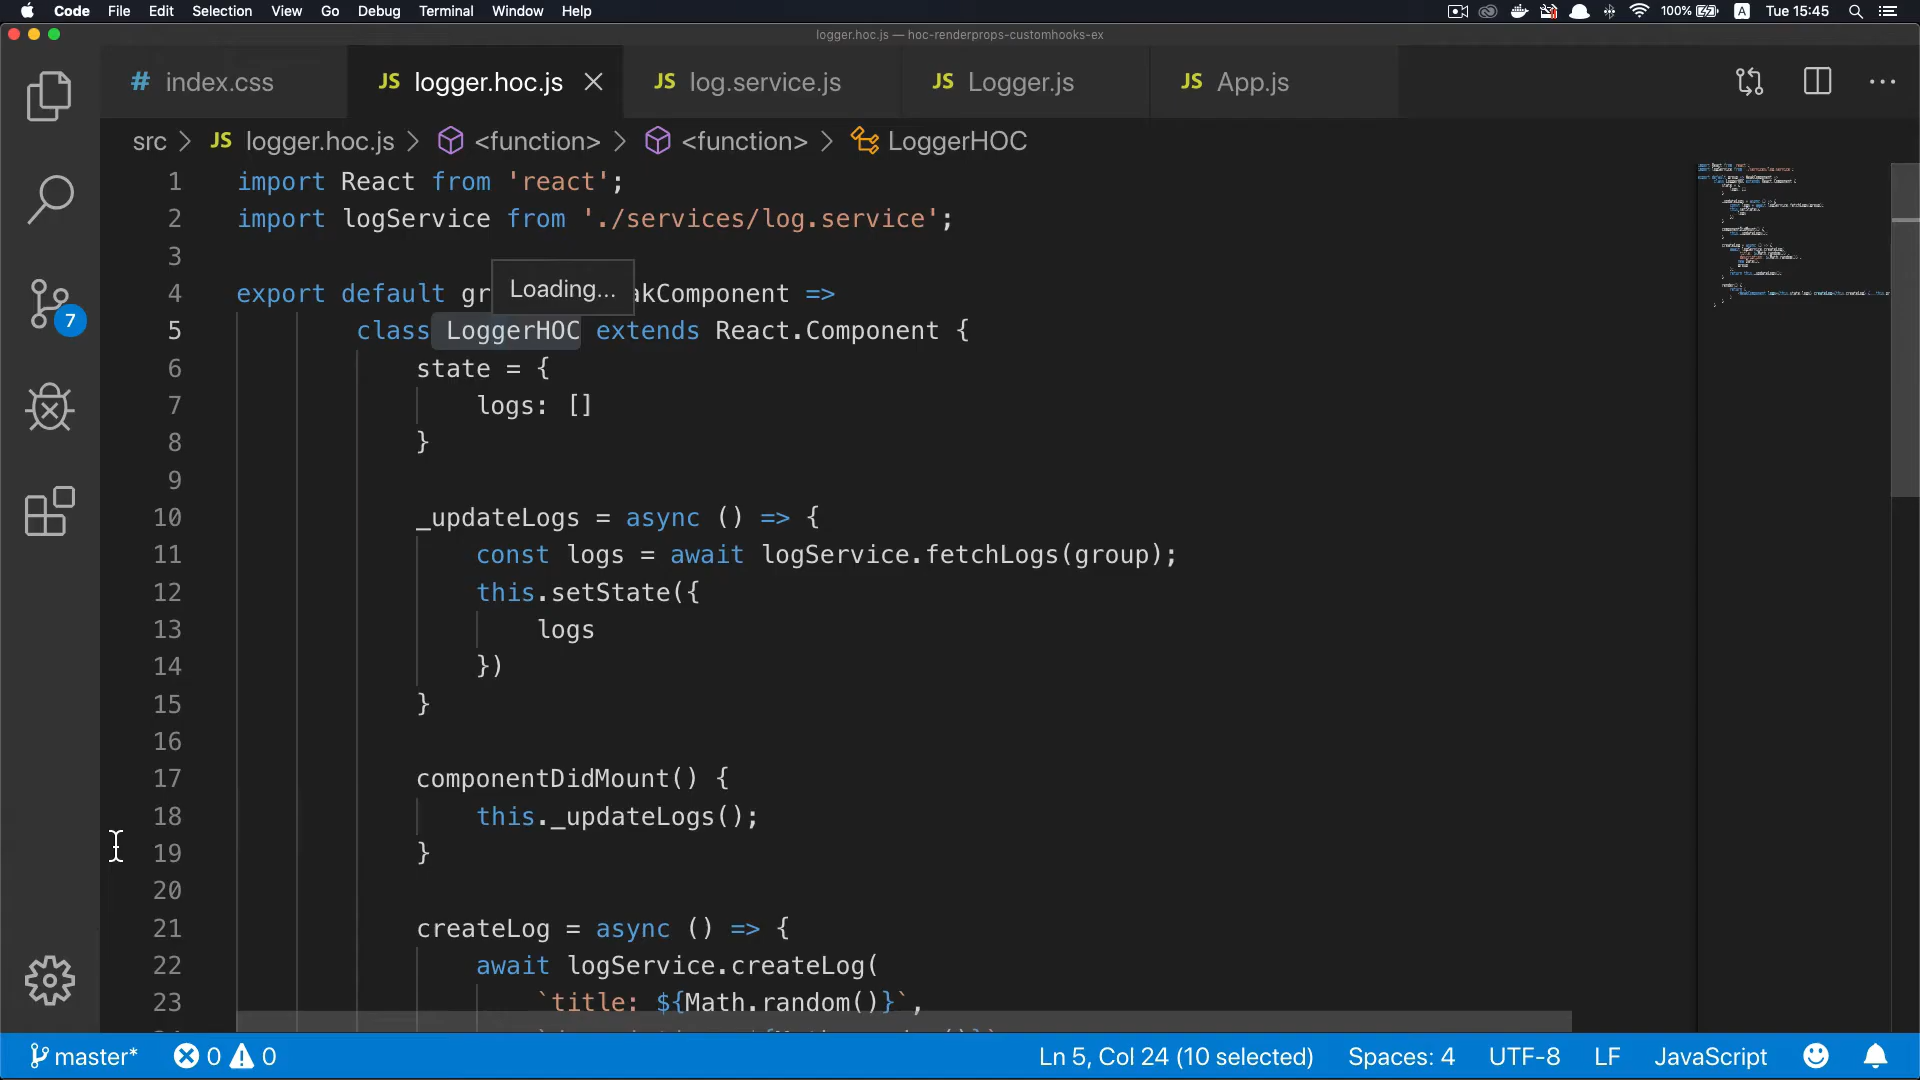 Code File Edit Selection View Go Debug Terminal Window Help
100% A Tue 15:45
logger.hoc.js — hoc-renderprops-customhooks-ex
# index.css JS logger.hoc.js JS log.service.js JS Logger.js JS App.js
src > JS logger.hoc.js > <function> > <function> > LoggerHOC
1 import React from 'react';
2 import logService from './services/log.service';
3
Loading...
4 export default gr akComponent =>
5 class LoggerHOC extends React.Component {
6 state = {
7 logs: []
8 }
9
10 _updateLogs = async () => {
11 const logs = await logService.fetchLogs(group);
12 this.setState({
13 logs
14 })
15 }
16
17 componentDidMount() {
18 this._updateLogs();
19 }
20
21 createLog = async () => {
22 await logService.createLog(
23 `title: ${Math.random()}`,
7
master* 0 0 Ln 5, Col 24 (10 selected) Spaces: 4 UTF-8 LF JavaScript